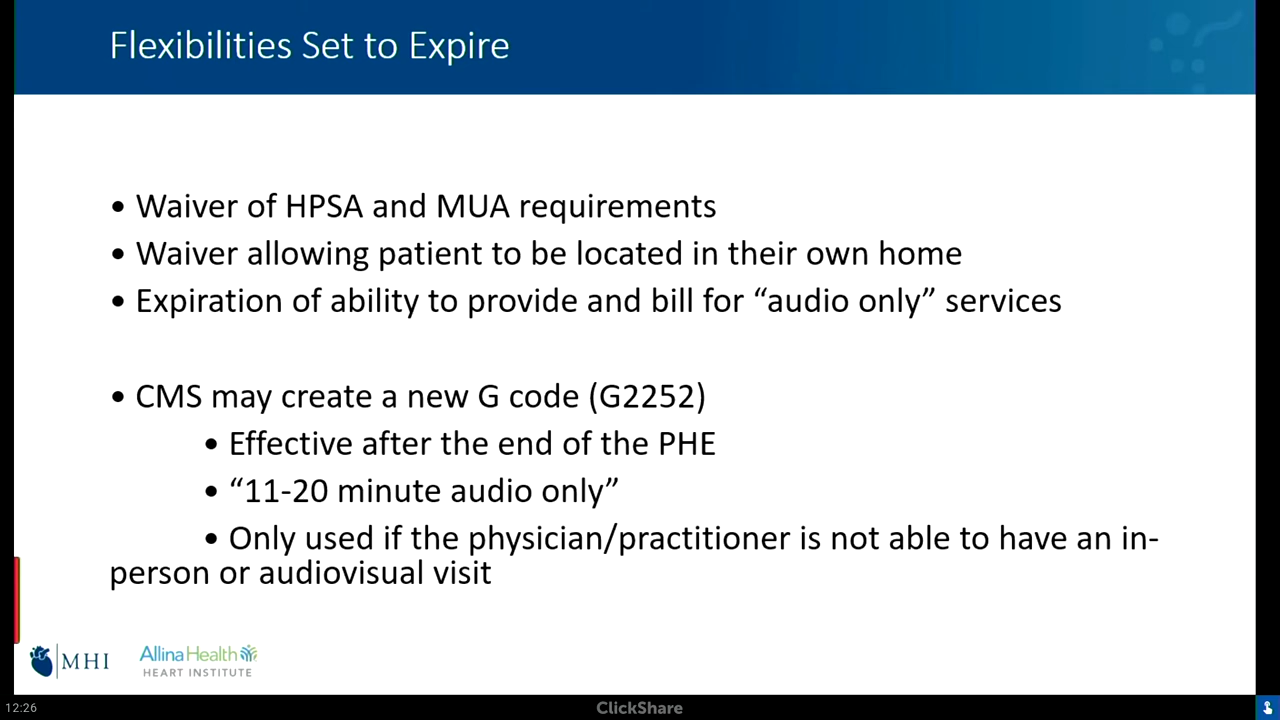 Flexibilities Set to Expire
• Waiver of HPSA and MUA requirements
• Waiver allowing patient to be located in their own home
• Expiration of ability to provide and bill for “audio only” services
• CMS may create a new G code (G2252)
• Effective after the end of the PHE
• “11-20 minute audio only”
• Only used if the physician/practitioner is not able to have an in-
person or audiovisual visit
MHI
Allina Health
HEART INSTITUTE
12:26
ClickShare